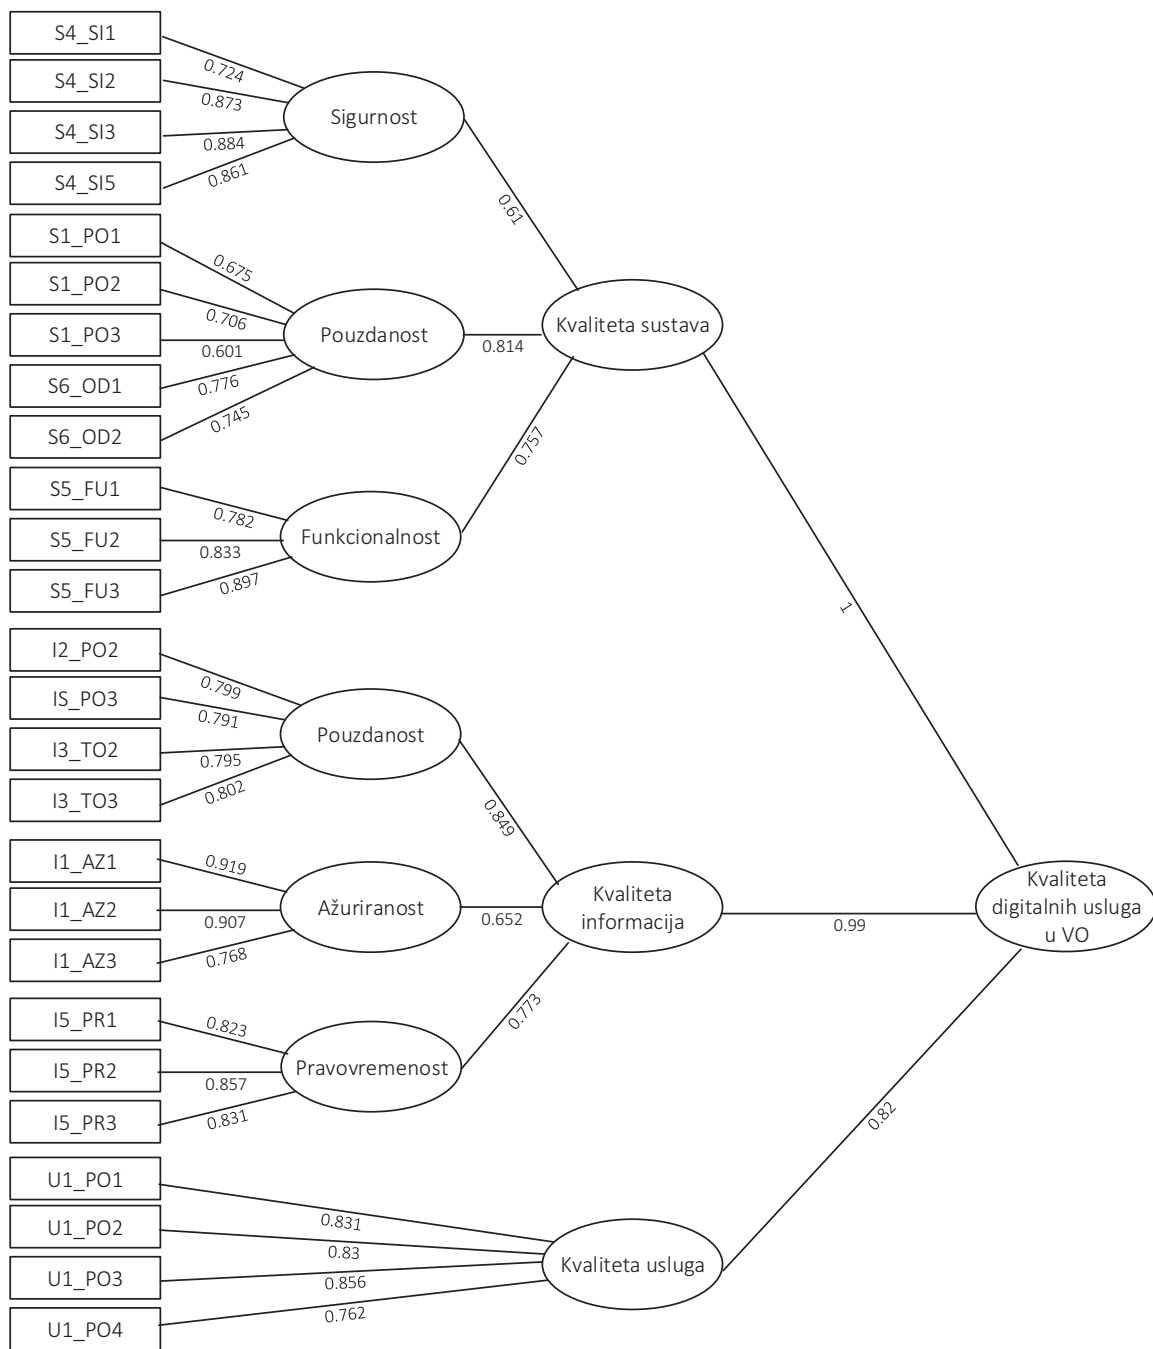 S4_SI1
0.724
S4_SI2
0.873
Sigurnost
S4_SI3
0.884
S4_SI5
0.861
0.61
S1_PO1
0.675
S1_PO2
0.706
S1_PO3
0.601
Pouzdanost
0.814
Kvaliteta sustava
S6_OD1
0.776
S6_OD2
0.745
0.757
S5_FU1
0.782
S5_FU2
0.833
Funkcionalnost
S5_FU3
0.897
1
I2_PO2
0.799
IS_PO3
0.791
Pouzdanost
I3_TO2
0.795
I3_TO3
0.802
0.849
I1_AZ1
0.919
I1_AZ2
0.907
Ažuriranost
0.652
Kvaliteta
informacija
0.99
Kvaliteta
digitalnih usluga
u VO
I1_AZ3
0.768
0.773
I5_PR1
0.823
I5_PR2
0.857
Pravovremenost
I5_PR3
0.831
0.82
U1_PO1
0.831
U1_PO2
0.83
Kvaliteta usluga
U1_PO3
0.856
U1_PO4
0.762